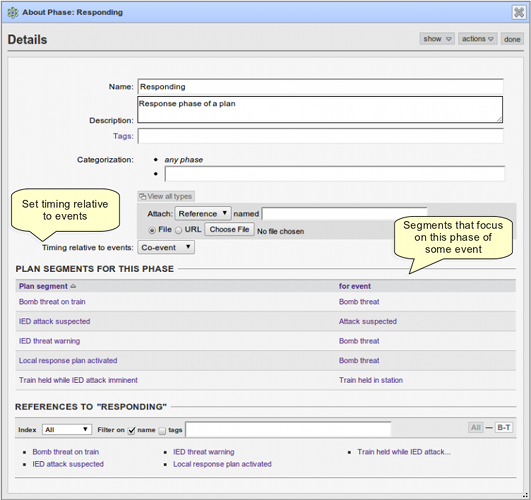 About Phase: Responding
Details
show actions done
Name: Responding
Response phase of a plan
Description:
Tags:
Categorization: any phase
View all types
Attach: Reference named
File URL Choose File No file chosen
Timing relative to events: Co-event
Set timing relative
to events
Segments that focus
on this phase of
some event
PLAN SEGMENTS FOR THIS PHASE
Plan segment for event
Bomb threat on train Bomb threat
IED attack suspected Attack suspected
IED threat warning Bomb threat
Local response plan activated Bomb threat
Train held while IED attack imminent Train held in station
REFERENCES TO "RESPONDING"
Index All Filter on name tags All — B-T
Bomb threat on train IED threat warning Train held while IED attack...
IED attack suspected Local response plan activated